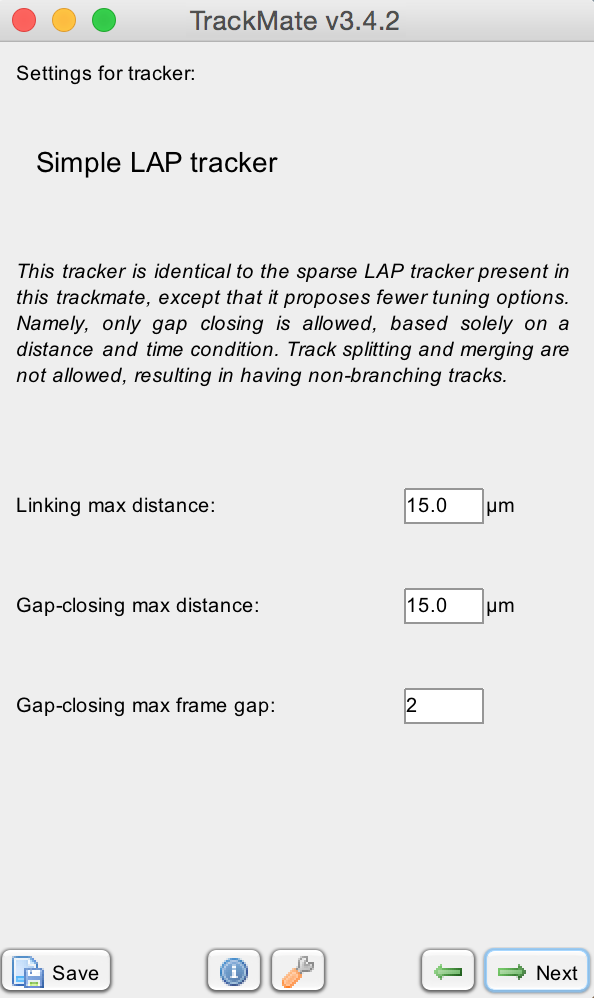 TrackMate v3.4.2
Settings for tracker:
Simple LAP tracker
This tracker is identical to the sparse LAP tracker present in
this trackmate, except that it proposes fewer tuning options.
Namely, only gap closing is allowed, based solely on a
distance and time condition. Track splitting and merging are
not allowed, resulting in having non-branching tracks.
Linking max distance: 15.0 µm
Gap-closing max distance: 15.0 µm
Gap-closing max frame gap: 2
Save Next